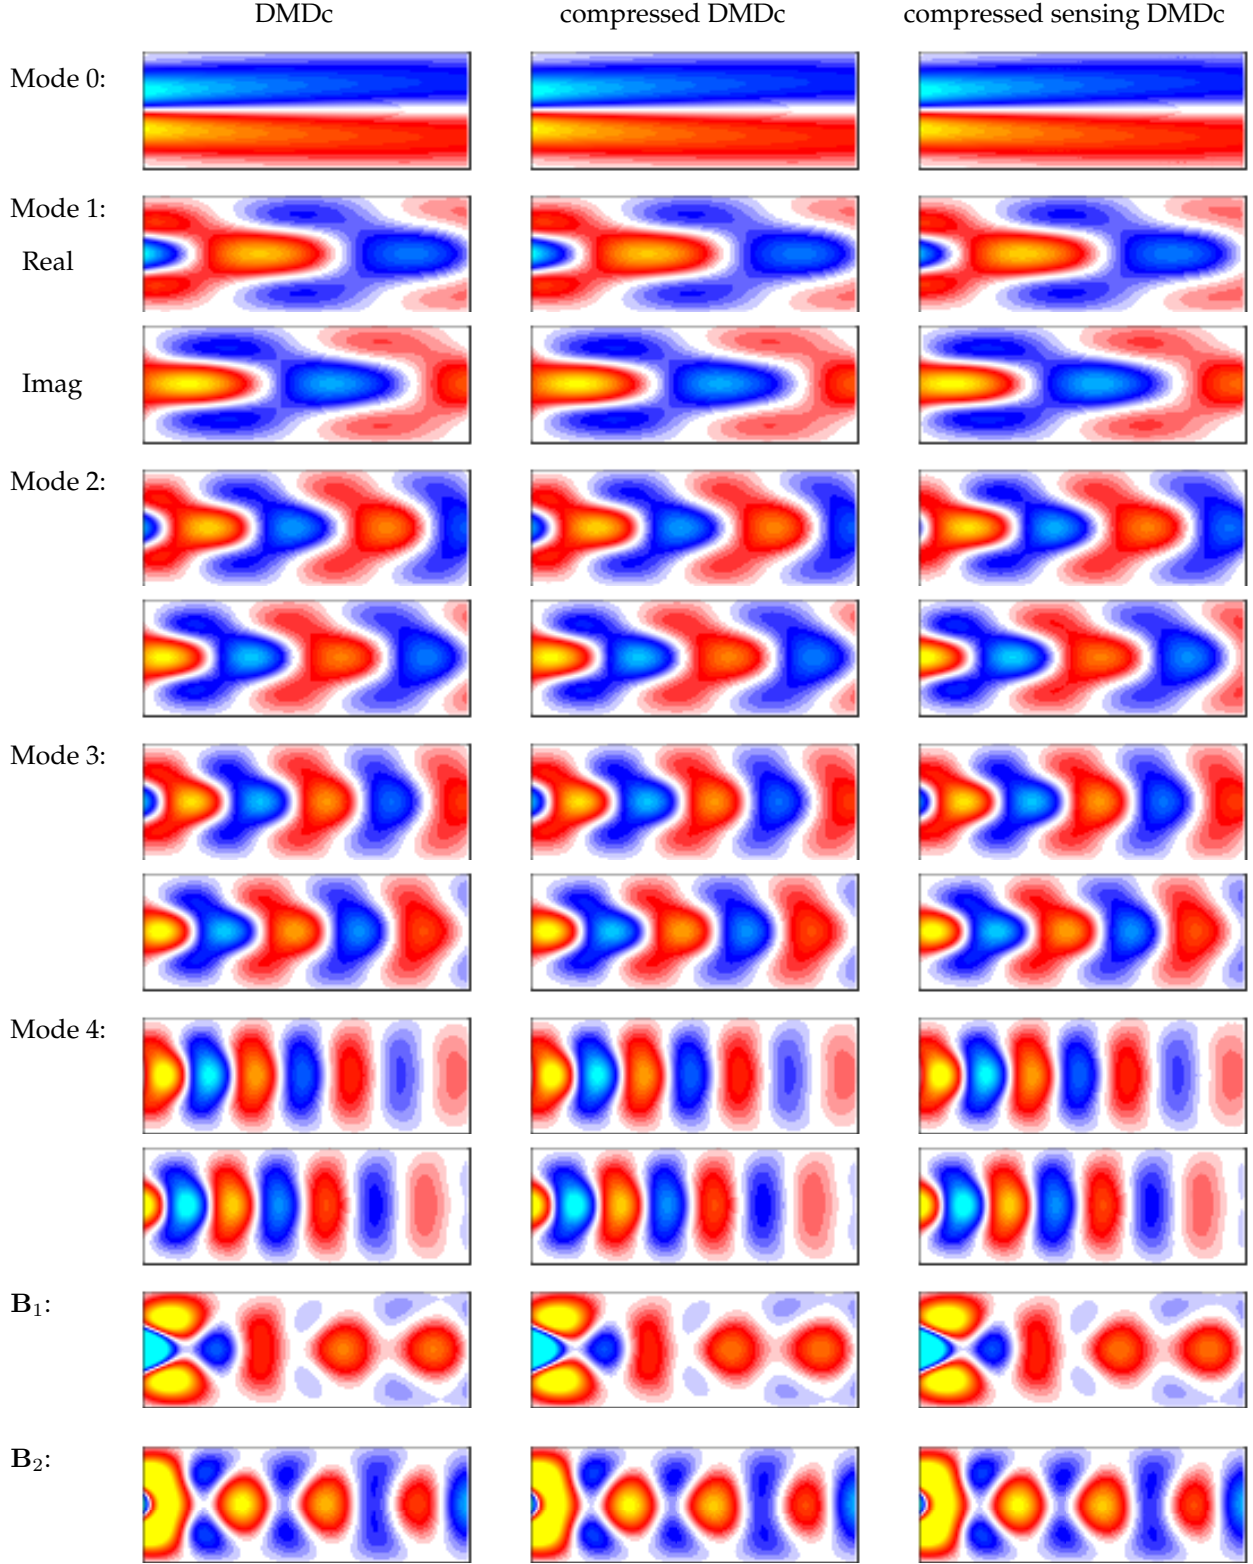 DMDc compressed DMDc compressed sensing DMDc
Mode 0:
Mode 1:
Real
Imag
Mode 2:
Mode 3:
Mode 4:
B₁:
B₂: